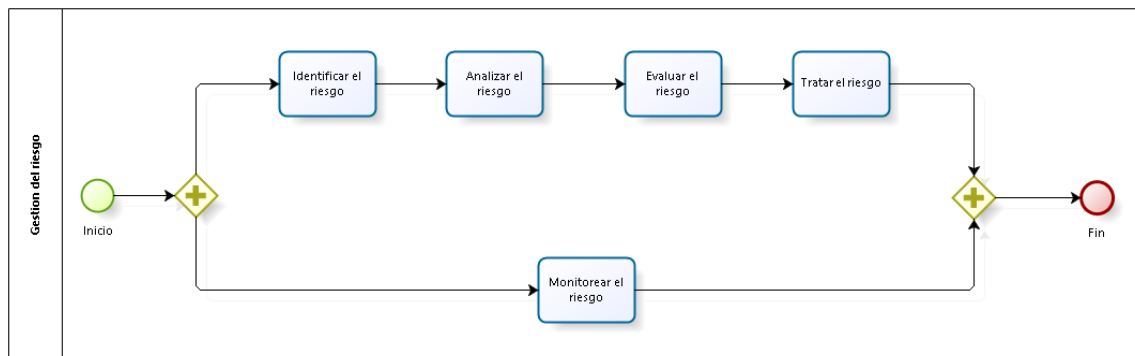 Gestion del riesgo
Inicio
Identificar el
riesgo
Analizar el
riesgo
Evaluar el
riesgo
Tratar el riesgo
Monitorear el
riesgo
Fin